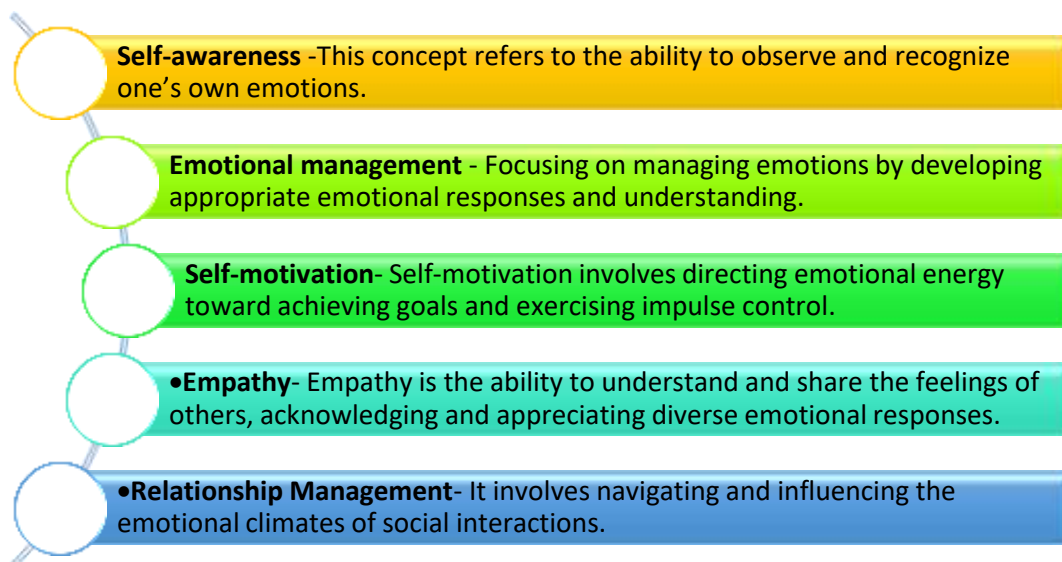 Self-awareness -This concept refers to the ability to observe and recognize
one’s own emotions.
Emotional management - Focusing on managing emotions by developing
appropriate emotional responses and understanding.
Self-motivation- Self-motivation involves directing emotional energy
toward achieving goals and exercising impulse control.
•Empathy- Empathy is the ability to understand and share the feelings of
others, acknowledging and appreciating diverse emotional responses.
•Relationship Management- It involves navigating and influencing the
emotional climates of social interactions.